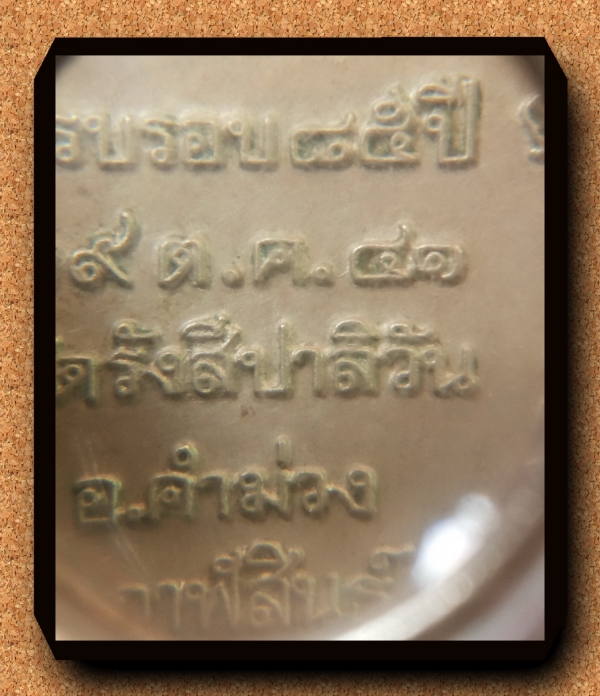 รบรอบ ๘๕ ปี
๙ ต.ค. ๔๑
ดรังสีปาลิวัน
อ.คำม่วง
กาฬสินธุ์